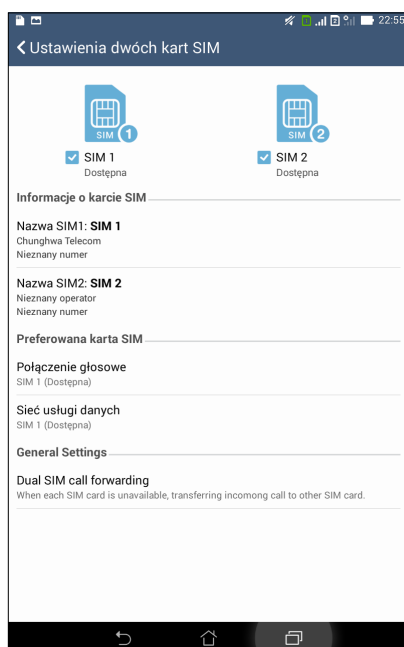 22:55
Ustawienia dwóch kart SIM
SIM 1 SIM 2
SIM 1 SIM 2
Dostępna Dostępna
Informacje o karcie SIM
Nazwa SIM1: SIM 1
Chunghwa Telecom
Nieznany numer
Nazwa SIM2: SIM 2
Nieznany operator
Nieznany numer
Preferowana karta SIM
Połączenie głosowe
SIM 1 (Dostępna)
Sieć usługi danych
SIM 1 (Dostępna)
General Settings
Dual SIM call forwarding
When each SIM card is unavailable, transferring incomong call to other SIM card.